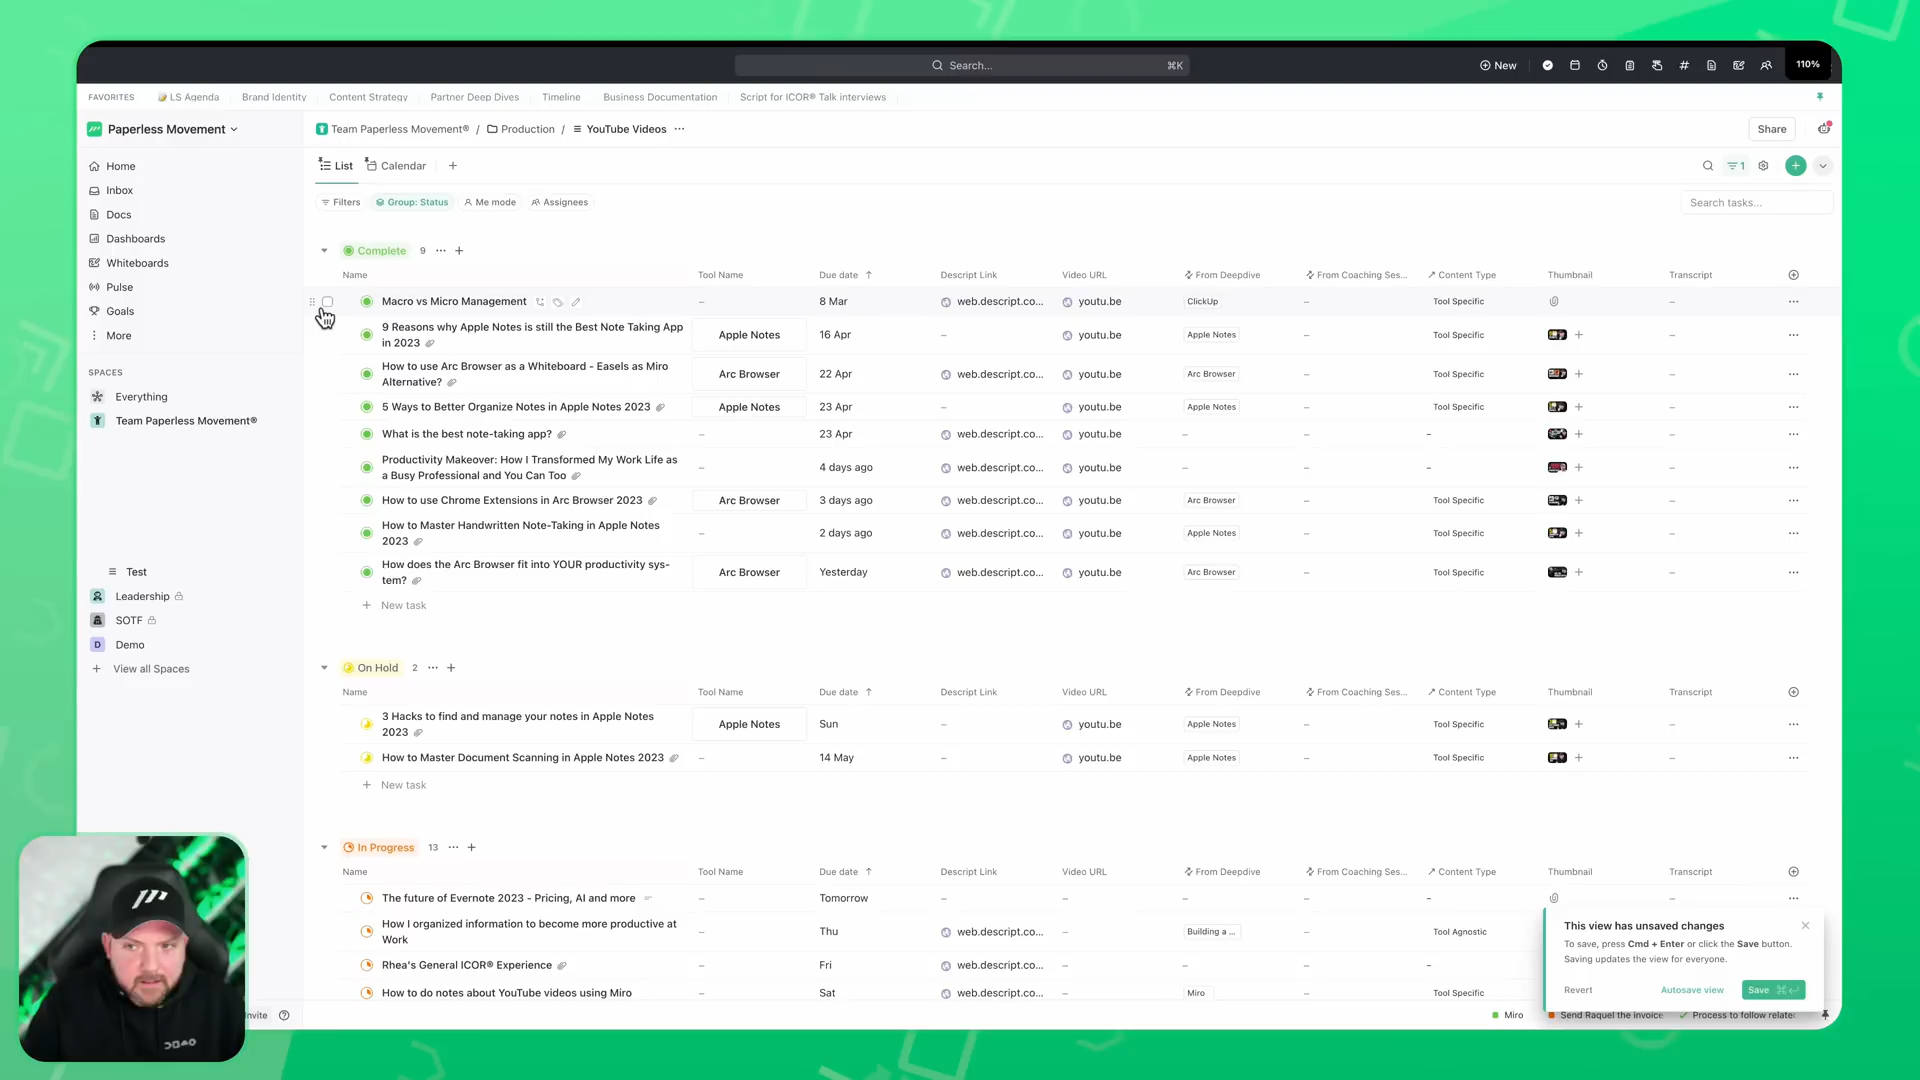 Search... ⌘K
New
110%
FAVORITES
LS Agenda
Brand Identity
Content Strategy
Partner Deep Dives
Timeline
Business Documentation
Script for ICOR® Talk interviews
Paperless Movement
Home
Inbox
Docs
Dashboards
Whiteboards
Pulse
Goals
More
SPACES
Everything
Team Paperless Movement®
Test
Leadership
SOTF
D Demo
View all Spaces
Invite
Team Paperless Movement® / Production / YouTube Videos
Share
List
Calendar
1
Filters
Group: Status
Me mode
Assignees
Search tasks...
Complete 9
Name Tool Name Due date Descript Link Video URL From Deepdive From Coaching Ses... Content Type Thumbnail Transcript
Macro vs Micro Management – 8 Mar web.descript.co... youtu.be ClickUp – Tool Specific –
9 Reasons why Apple Notes is still the Best Note Taking App
in 2023 Apple Notes 16 Apr – youtu.be Apple Notes – Tool Specific –
How to use Arc Browser as a Whiteboard - Easels as Miro
Alternative? Arc Browser 22 Apr web.descript.co... youtu.be Arc Browser – Tool Specific –
5 Ways to Better Organize Notes in Apple Notes 2023 Apple Notes 23 Apr – youtu.be Apple Notes – Tool Specific –
What is the best note-taking app? – 23 Apr web.descript.co... youtu.be – – – –
Productivity Makeover: How I Transformed My Work Life as
a Busy Professional and You Can Too – 4 days ago web.descript.co... youtu.be – – – –
How to use Chrome Extensions in Arc Browser 2023 Arc Browser 3 days ago web.descript.co... youtu.be Arc Browser – Tool Specific –
How to Master Handwritten Note-Taking in Apple Notes
2023 – 2 days ago web.descript.co... youtu.be Apple Notes – Tool Specific –
How does the Arc Browser fit into YOUR productivity sys-
tem? Arc Browser Yesterday web.descript.co... youtu.be Arc Browser – Tool Specific –
New task
On Hold 2
Name Tool Name Due date Descript Link Video URL From Deepdive From Coaching Ses... Content Type Thumbnail Transcript
3 Hacks to find and manage your notes in Apple Notes
2023 Apple Notes Sun – youtu.be Apple Notes – Tool Specific –
How to Master Document Scanning in Apple Notes 2023 – 14 May – youtu.be Apple Notes – Tool Specific –
New task
In Progress 13
Name Tool Name Due date Descript Link Video URL From Deepdive From Coaching Ses... Content Type Thumbnail Transcript
The future of Evernote 2023 - Pricing, AI and more – Tomorrow – – – – – –
How I organized information to become more productive at
Work – Thu web.descript.co... – Building a ... – Tool Agnostic
Rhea's General ICOR® Experience – Fri web.descript.co... – – – –
How to do notes about YouTube videos using Miro – Sat web.descript.co... – Miro – Tool Specific
This view has unsaved changes
To save, press Cmd + Enter or click the Save button.
Saving updates the view for everyone.
Revert
Autosave view
Save
Miro
Send Raquel the invoice
Process to follow relate